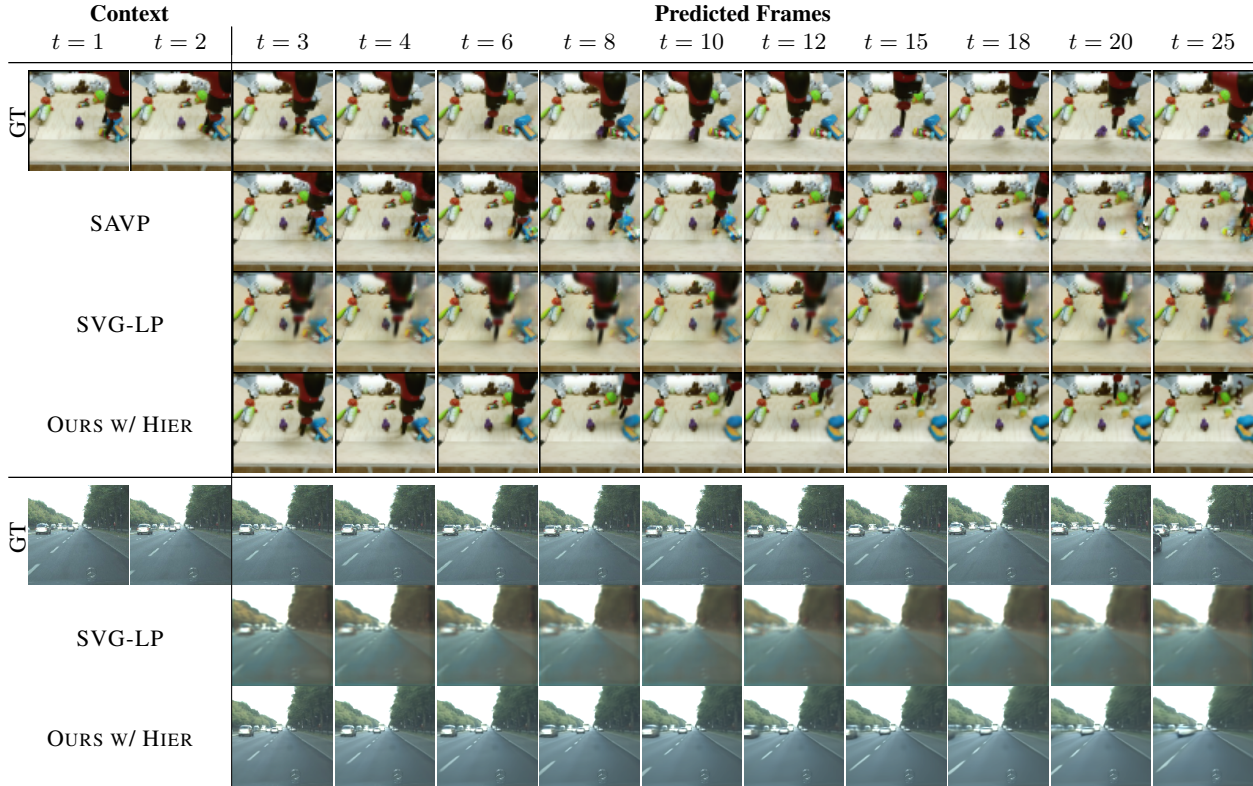 Context Predicted Frames
t = 1 t = 2 t = 3 t = 4 t = 6 t = 8 t = 10 t = 12 t = 15 t = 18 t = 20 t = 25
GT
SAVP
SVG-LP
OURS W/ HIER
GT
SVG-LP
OURS W/ HIER